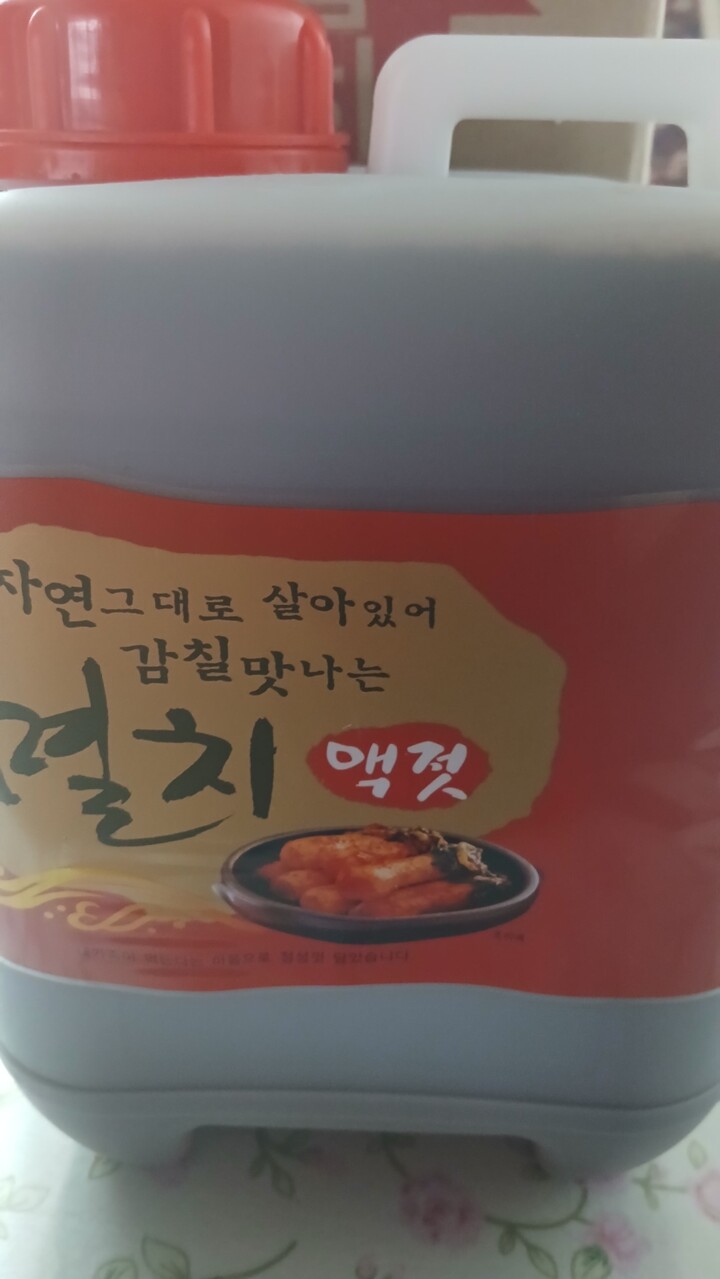 자연그대로 살아있어
감칠맛나는
멸치
액젓